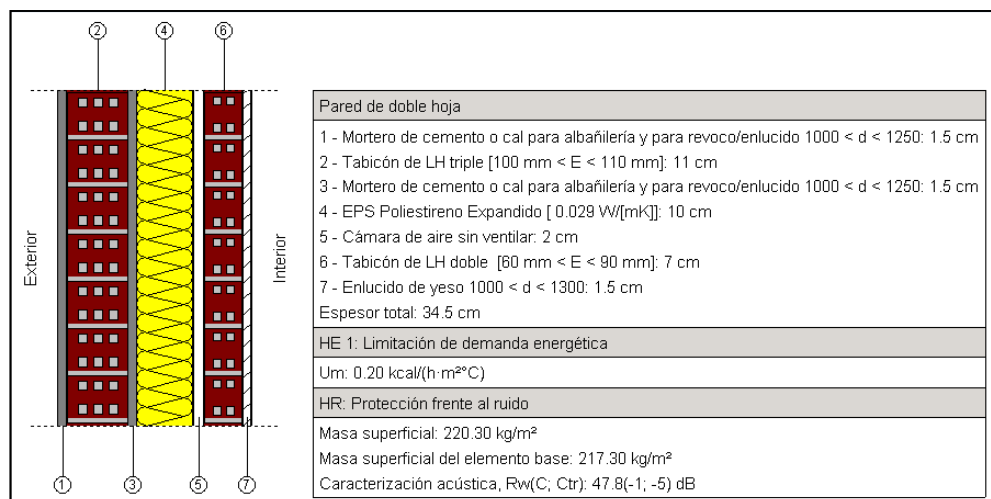 ② ④ ⑥
Exterior
Interior
① ③ ⑤ ⑦
Pared de doble hoja
1 - Mortero de cemento o cal para albañilería y para revoco/enlucido 1000 < d < 1250: 1.5 cm
2 - Tabicón de LH triple [100 mm < E < 110 mm]: 11 cm
3 - Mortero de cemento o cal para albañilería y para revoco/enlucido 1000 < d < 1250: 1.5 cm
4 - EPS Poliestireno Expandido [ 0.029 W/[mK]]: 10 cm
5 - Cámara de aire sin ventilar: 2 cm
6 - Tabicón de LH doble [60 mm < E < 90 mm]: 7 cm
7 - Enlucido de yeso 1000 < d < 1300: 1.5 cm
Espesor total: 34.5 cm
HE 1: Limitación de demanda energética
Um: 0.20 kcal/(h·m²°C)
HR: Protección frente al ruido
Masa superficial: 220.30 kg/m²
Masa superficial del elemento base: 217.30 kg/m²
Caracterización acústica, Rw(C; Ctr): 47.8(-1; -5) dB